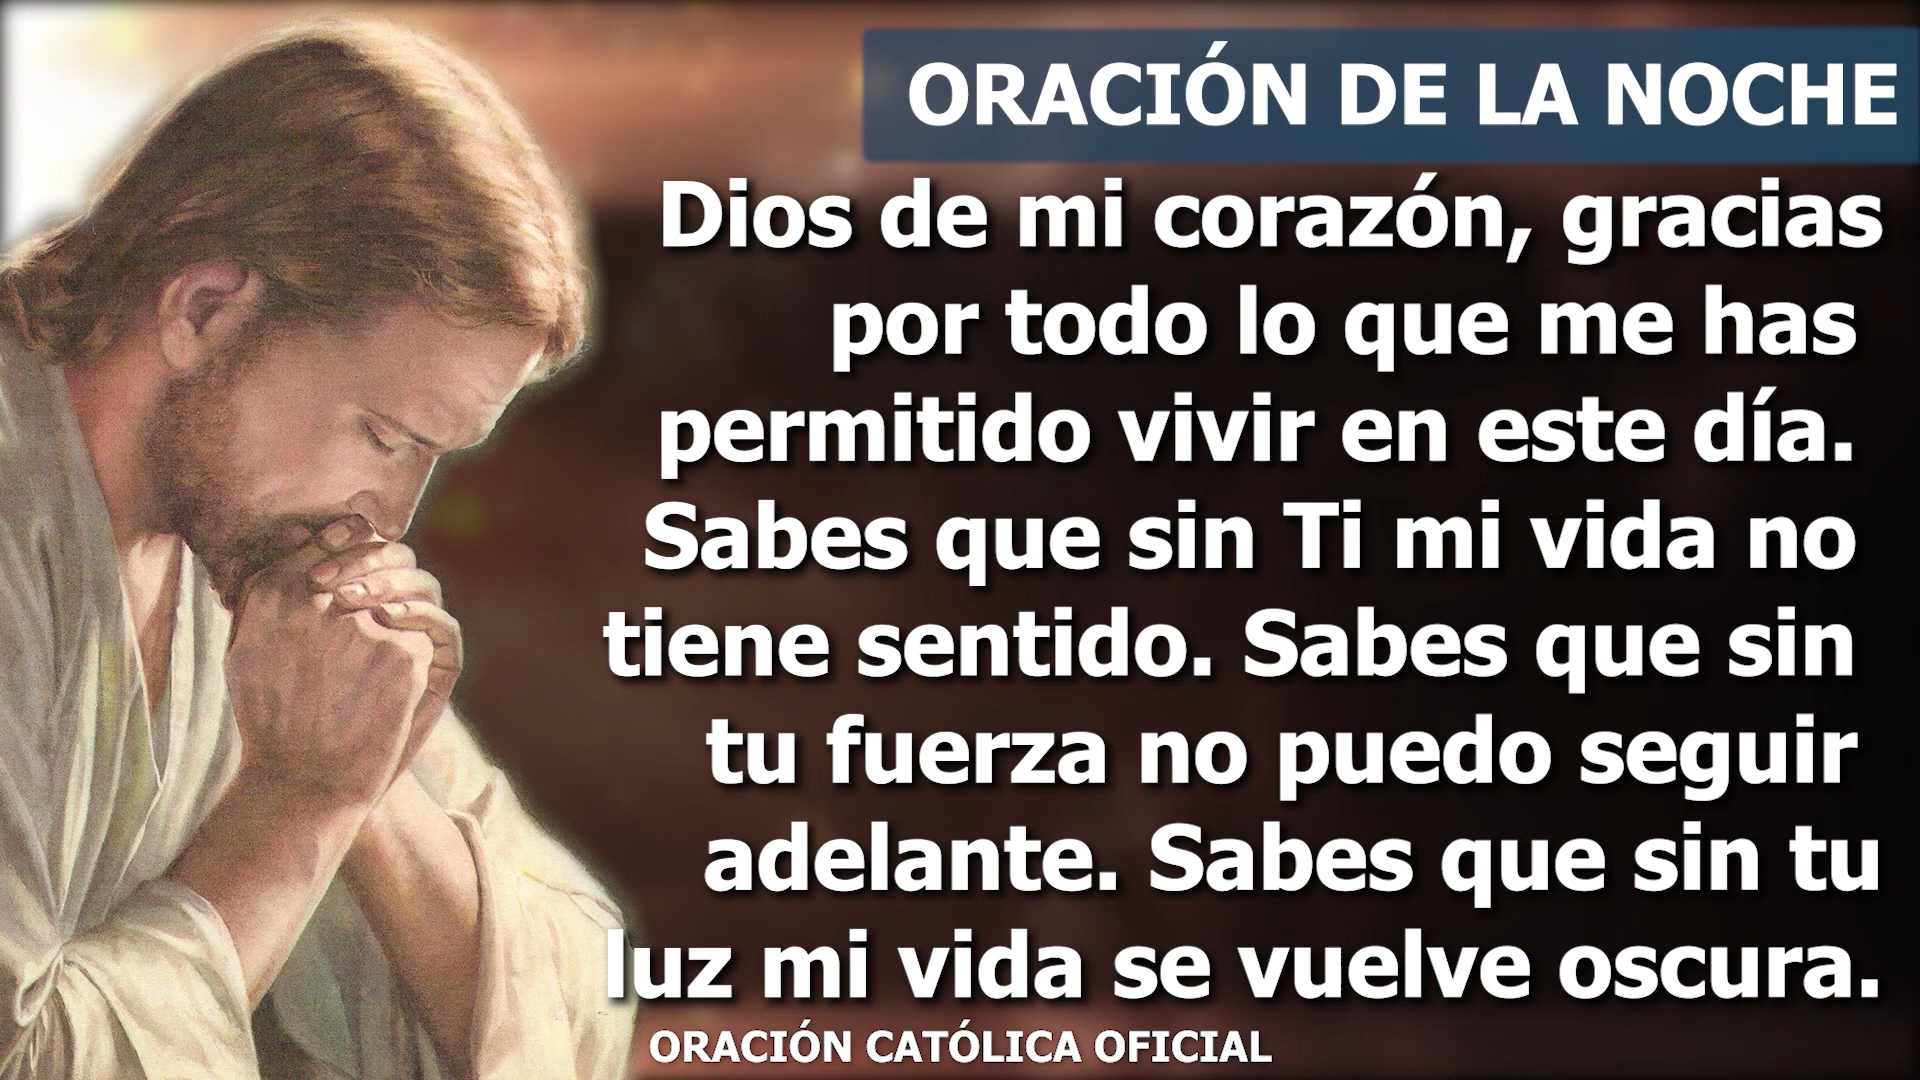 ORACIÓN DE LA NOCHE
Dios de mi corazón, gracias
por todo lo que me has
permitido vivir en este día.
Sabes que sin Ti mi vida no
tiene sentido. Sabes que sin
tu fuerza no puedo seguir
adelante. Sabes que sin tu
luz mi vida se vuelve oscura.
ORACIÓN CATÓLICA OFICIAL